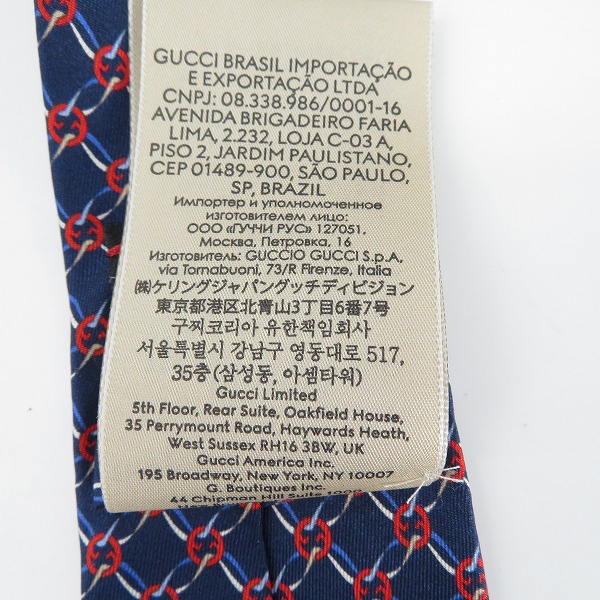 GUCCI BRASIL IMPORTAÇÃO
E EXPORTAÇÃO LTDA
CNPJ: 08.338.986/0001-16
AVENIDA BRIGADEIRO FARIA
LIMA, 2.232, LOJA C-03 A,
PISO 2, JARDIM PAULISTANO,
CEP 01489-900, SÃO PAULO,
SP, BRAZIL
Импортер и уполномоченное
изготовителем лицо:
ООО «ГУЧЧИ РУС» 127051.
Москва, Петровка, 16
Изготовитель: GUCCIO GUCCI S.p.A,
via Tornabuoni, 73/R Firenze, Italia
㈱ケリングジャパングッチディビジョン
東京都港区北青山3丁目6番7号
구찌코리아 유한책임회사
서울특별시 강남구 영동대로 517,
35층 (삼성동, 아셈타워)
Gucci Limited
5th Floor, Rear Suite, Oakfield House,
35 Perrymount Road, Haywards Heath,
West Sussex RH16 3BW, UK
Gucci America Inc.
195 Broadway, New York, NY 10007
G. Boutiques Inc.
44 Chipman Hill Suite